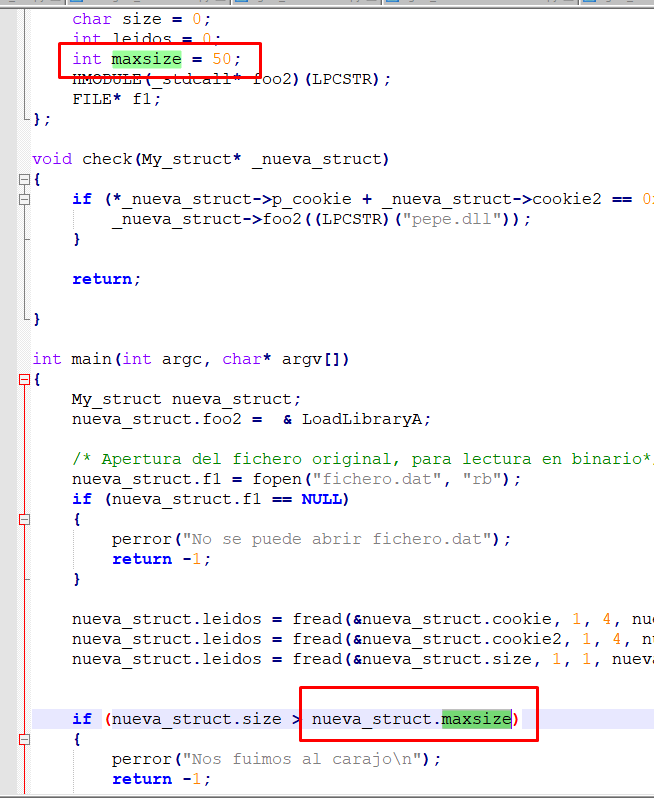 char size = 0;
int leidos = 0;
int maxsize = 50;
HMODULE(_stdcall* foo2)(LPCSTR);
FILE* f1;
};
void check(My_struct* _nueva_struct)
{
if (*_nueva_struct->p_cookie + _nueva_struct->cookie2 == 0
_nueva_struct->foo2((LPCSTR)("pepe.dll"));
}
return;
}
int main(int argc, char* argv[])
{
My_struct nueva_struct;
nueva_struct.foo2 =  & LoadLibraryA;
/* Apertura del fichero original, para lectura en binario*
nueva_struct.f1 = fopen("fichero.dat", "rb");
if (nueva_struct.f1 == NULL)
{
perror("No se puede abrir fichero.dat");
return -1;
}
nueva_struct.leidos = fread(&nueva_struct.cookie, 1, 4, nue
nueva_struct.leidos = fread(&nueva_struct.cookie2, 1, 4, nu
nueva_struct.leidos = fread(&nueva_struct.size, 1, 1, nueva
if (nueva_struct.size > nueva_struct.maxsize)
{
perror("Nos fuimos al carajo\n");
return -1;